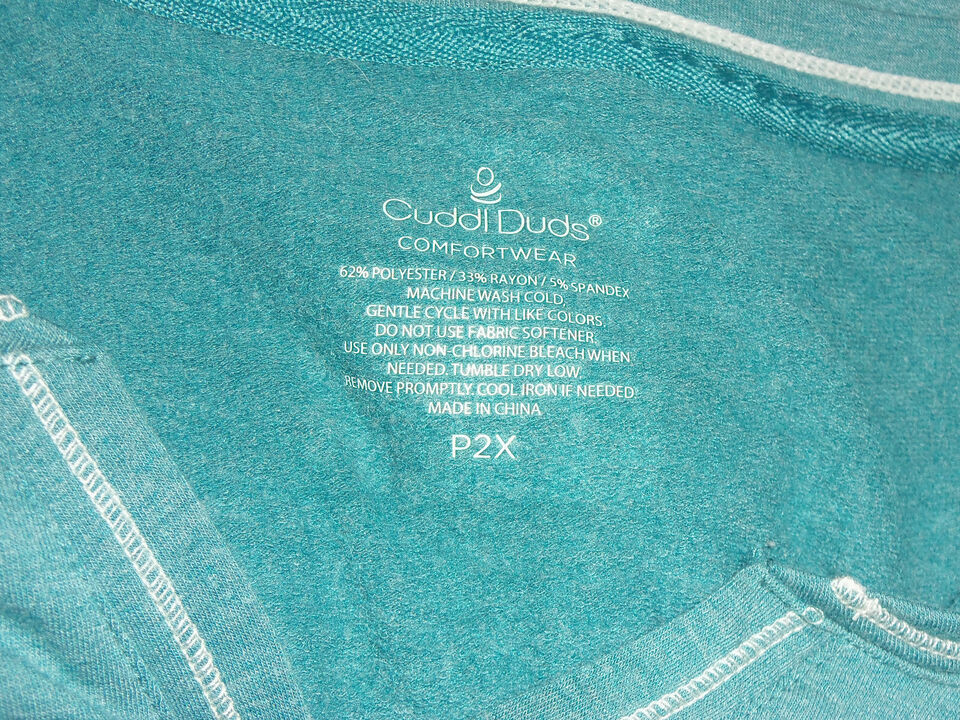 Cuddl Duds®
COMFORTWEAR
62% POLYESTER / 33% RAYON / 5% SPANDEX
MACHINE WASH COLD,
GENTLE CYCLE WITH LIKE COLORS.
DO NOT USE FABRIC SOFTENER.
USE ONLY NON-CHLORINE BLEACH WHEN
NEEDED. TUMBLE DRY LOW.
REMOVE PROMPTLY. COOL IRON IF NEEDED.
MADE IN CHINA
P2X